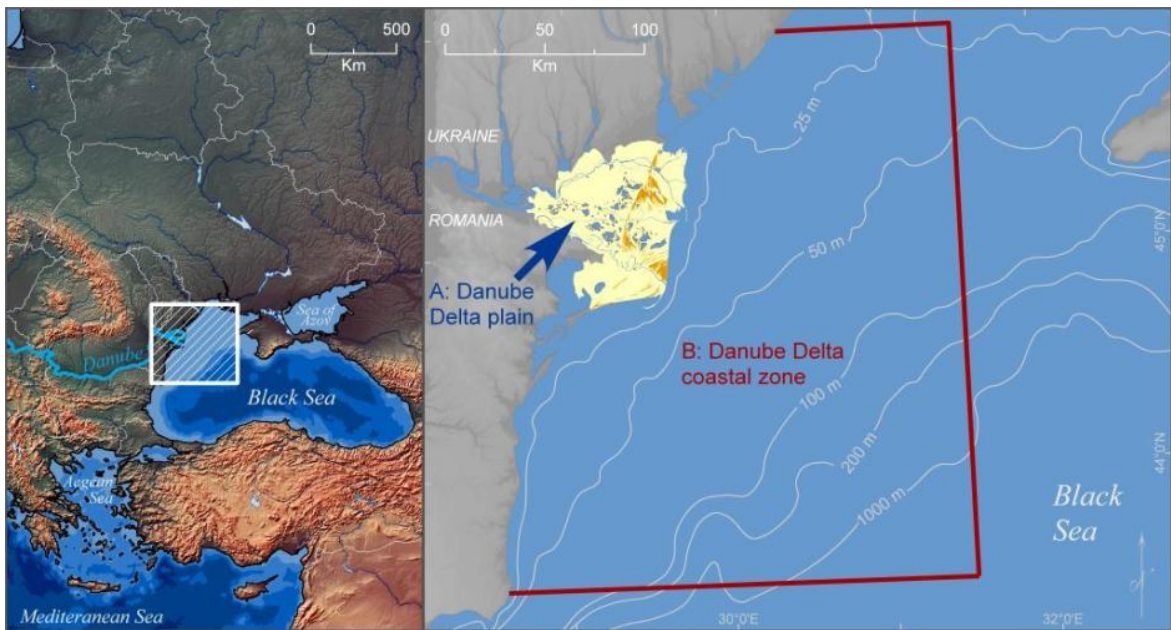 0 500
Km
Danube
Sea of
Azov
Black Sea
Aegean
Sea
Mediteranean Sea
0 50 100
Km
UKRAINE
ROMANIA
A: Danube
Delta plain
B: Danube Delta
coastal zone
25 m
50 m
100 m
200 m
1000 m
Black
Sea
45°0'N
44°0'N
30°0'E
32°0'E